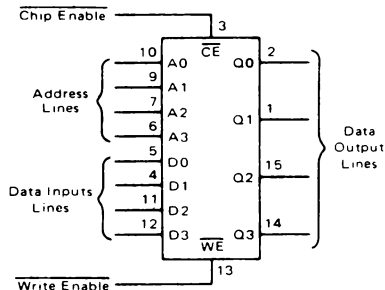 Chip Enable
3
CE
10 A0 Q0 2
9 A1
Address Lines
7 A2 Q1 1
6 A3
5 D0
Data Output Lines
4 D1 Q2 15
Data Inputs Lines
11 D2
12 D3 Q3 14
WE
13
Write Enable